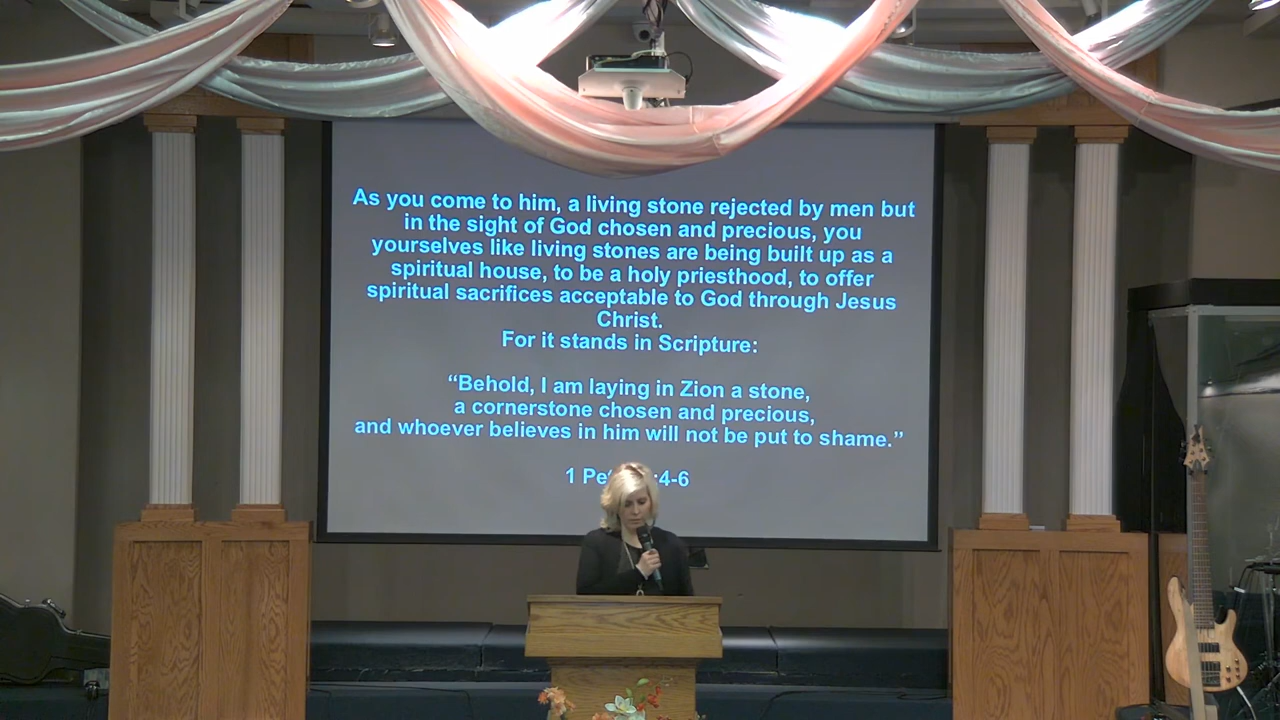 As you come to him, a living stone rejected by men but
in the sight of God chosen and precious, you
yourselves like living stones are being built up as a
spiritual house, to be a holy priesthood, to offer
spiritual sacrifices acceptable to God through Jesus
Christ.
For it stands in Scripture:
“Behold, I am laying in Zion a stone,
a cornerstone chosen and precious,
and whoever believes in him will not be put to shame.”
1 Pe :4-6